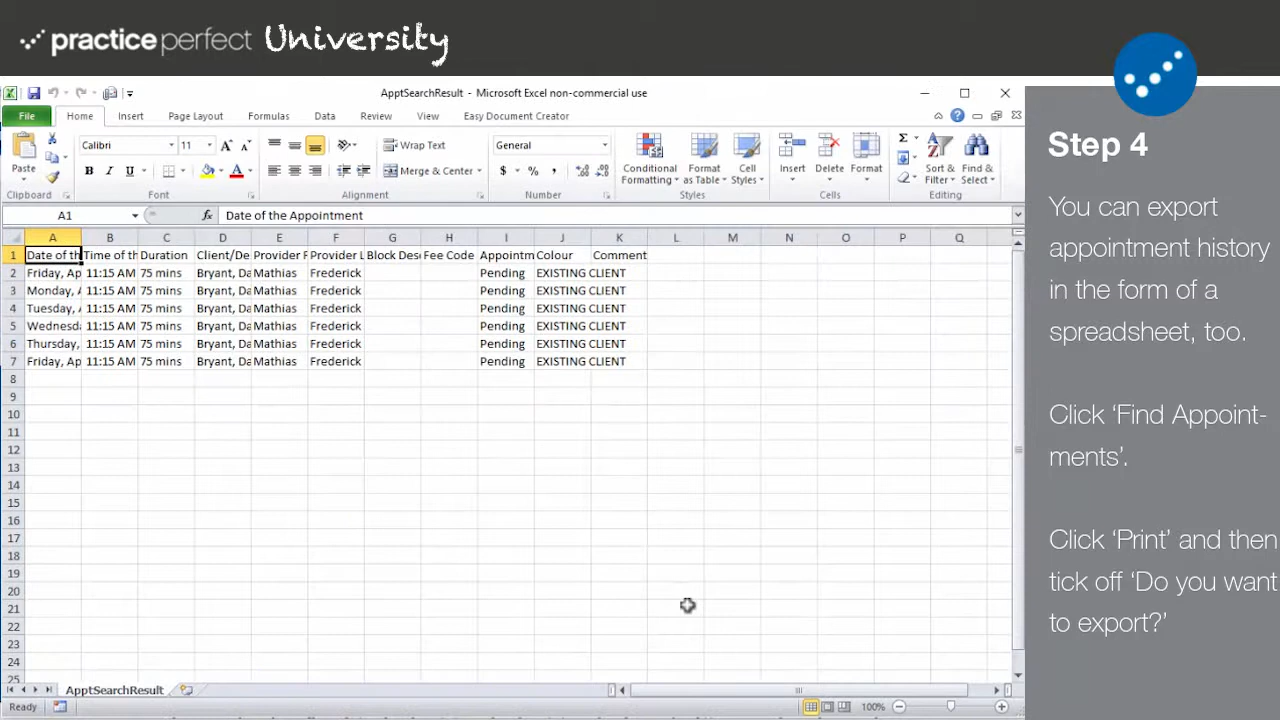 practiceperfect University
ApptSearchResult - Microsoft Excel non-commercial use
File Home Insert Page Layout Formulas Data Review View Easy Document Creator
Paste
Calibri 11
B I U
Wrap Text
Merge & Center
General
$ % ,
Conditional Formatting
Format as Table
Cell Styles
Insert
Delete
Format
Sort & Filter
Find & Select
Clipboard Font Alignment Number Styles Cells Editing
A1 fx Date of the Appointment
A B C D E F G H I J K L M N O P Q
1 Date of th Time of th Duration Client/De Provider F Provider L Block Desc Fee Code Appointm Colour Comment
2 Friday, Ap 11:15 AM 75 mins Bryant, Da Mathias Frederick Pending EXISTING CLIENT
3 Monday, A 11:15 AM 75 mins Bryant, Da Mathias Frederick Pending EXISTING CLIENT
4 Tuesday, A 11:15 AM 75 mins Bryant, Da Mathias Frederick Pending EXISTING CLIENT
5 Wednesda 11:15 AM 75 mins Bryant, Da Mathias Frederick Pending EXISTING CLIENT
6 Thursday, 11:15 AM 75 mins Bryant, Da Mathias Frederick Pending EXISTING CLIENT
7 Friday, Ap 11:15 AM 75 mins Bryant, Da Mathias Frederick Pending EXISTING CLIENT
8
9
10
11
12
13
14
15
16
17
18
19
20
21
22
23
24
25
ApptSearchResult
Ready 100%
Step 4
You can export
appointment history
in the form of a
spreadsheet, too.
Click ‘Find Appoint-
ments’.
Click ‘Print’ and then
tick off ‘Do you want
to export?’